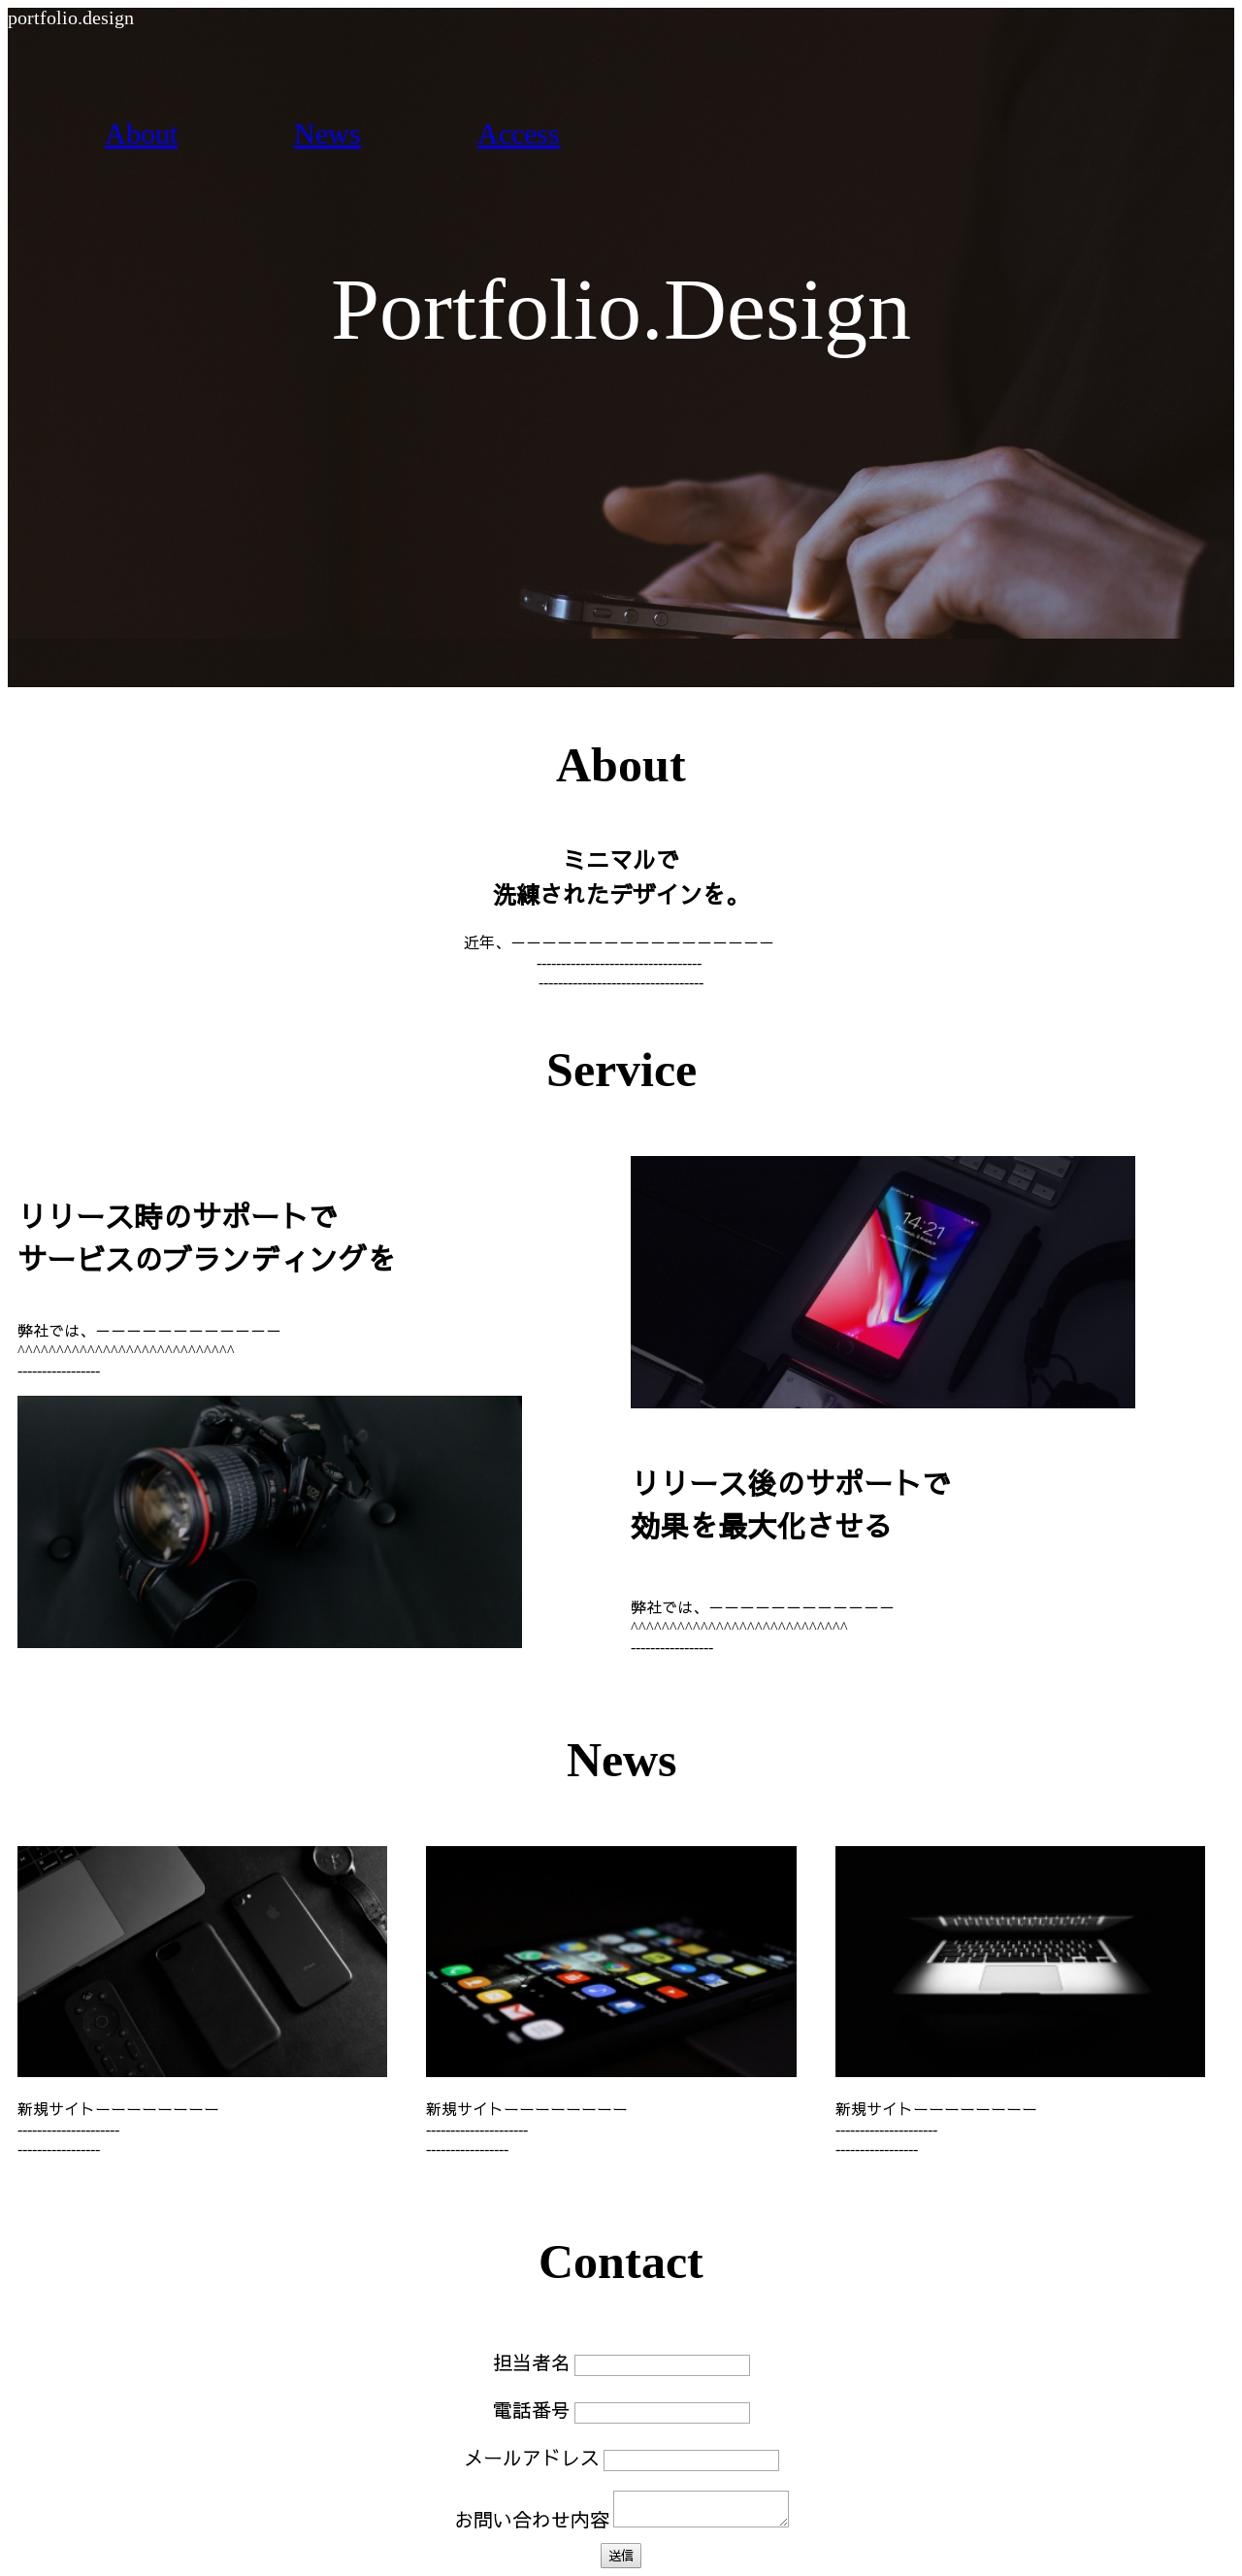 portfolio.design
About News Access
Portfolio.Design
About
ミニマルで
洗練されたデザインを。
近年、ーーーーーーーーーーーーーーーーー
----------------------------------
----------------------------------
Service
リリース時のサポートで
サービスのブランディングを
弊社では、ーーーーーーーーーーーー
^^^^^^^^^^^^^^^^^^^^^^^^^^^^
-----------------
14:21
リリース後のサポートで
効果を最大化させる
弊社では、ーーーーーーーーーーーー
^^^^^^^^^^^^^^^^^^^^^^^^^^^^
-----------------
News
新規サイトーーーーーーーー
---------------------
-----------------
新規サイトーーーーーーーー
---------------------
-----------------
新規サイトーーーーーーーー
---------------------
-----------------
Contact
担当者名
電話番号
メールアドレス
お問い合わせ内容
送信